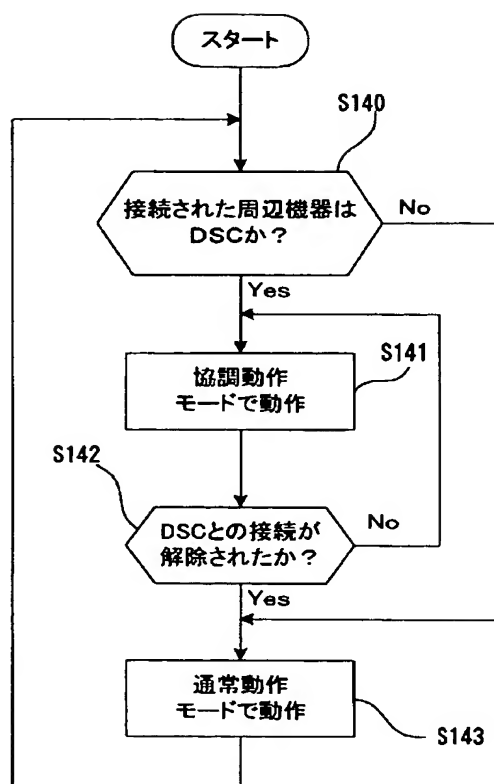 スタート
S140
接続された周辺機器は
DSCか？
No
Yes
S141
協調動作
モードで動作
S142
DSCとの接続が
解除されたか？
No
Yes
通常動作
モードで動作
S143